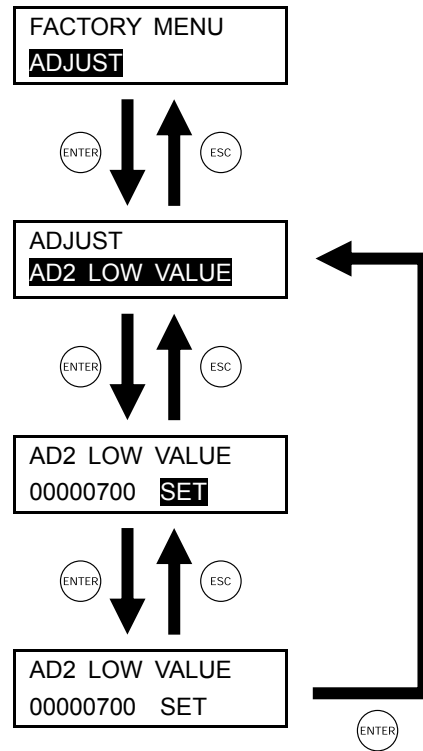 FACTORY MENU
ADJUST
ENTER
ESC
ADJUST
AD2 LOW VALUE
ENTER
ESC
AD2 LOW VALUE
00000700 SET
ENTER
ESC
AD2 LOW VALUE
00000700 SET
ENTER